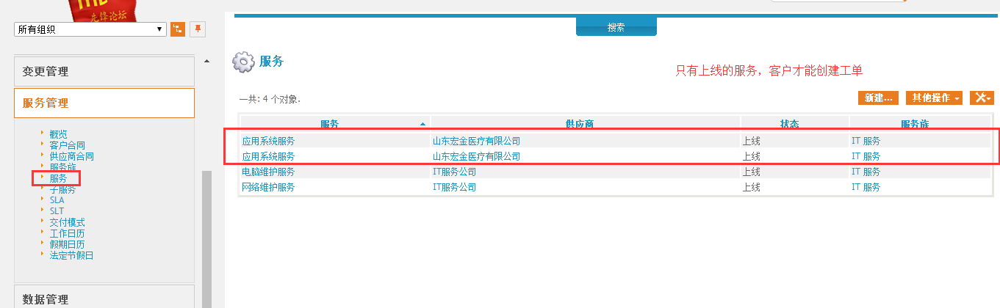 先锋论坛
所有组织
搜索
变更管理
服务管理
概览
客户合同
供应商合同
服务族
服务
子服务
SLA
SLT
交付模式
工作日历
假期日历
法定节假日
数据管理
服务
只有上线的服务，客户才能创建工单
一共: 4 个对象.
新建...
其他操作
服务 供应商 状态 服务族
应用系统服务 山东宏金医疗有限公司 上线 IT 服务
应用系统服务 山东宏金医疗有限公司 上线 IT 服务
电脑维护服务 IT服务公司 上线 IT 服务
网络维护服务 IT服务公司 上线 IT 服务